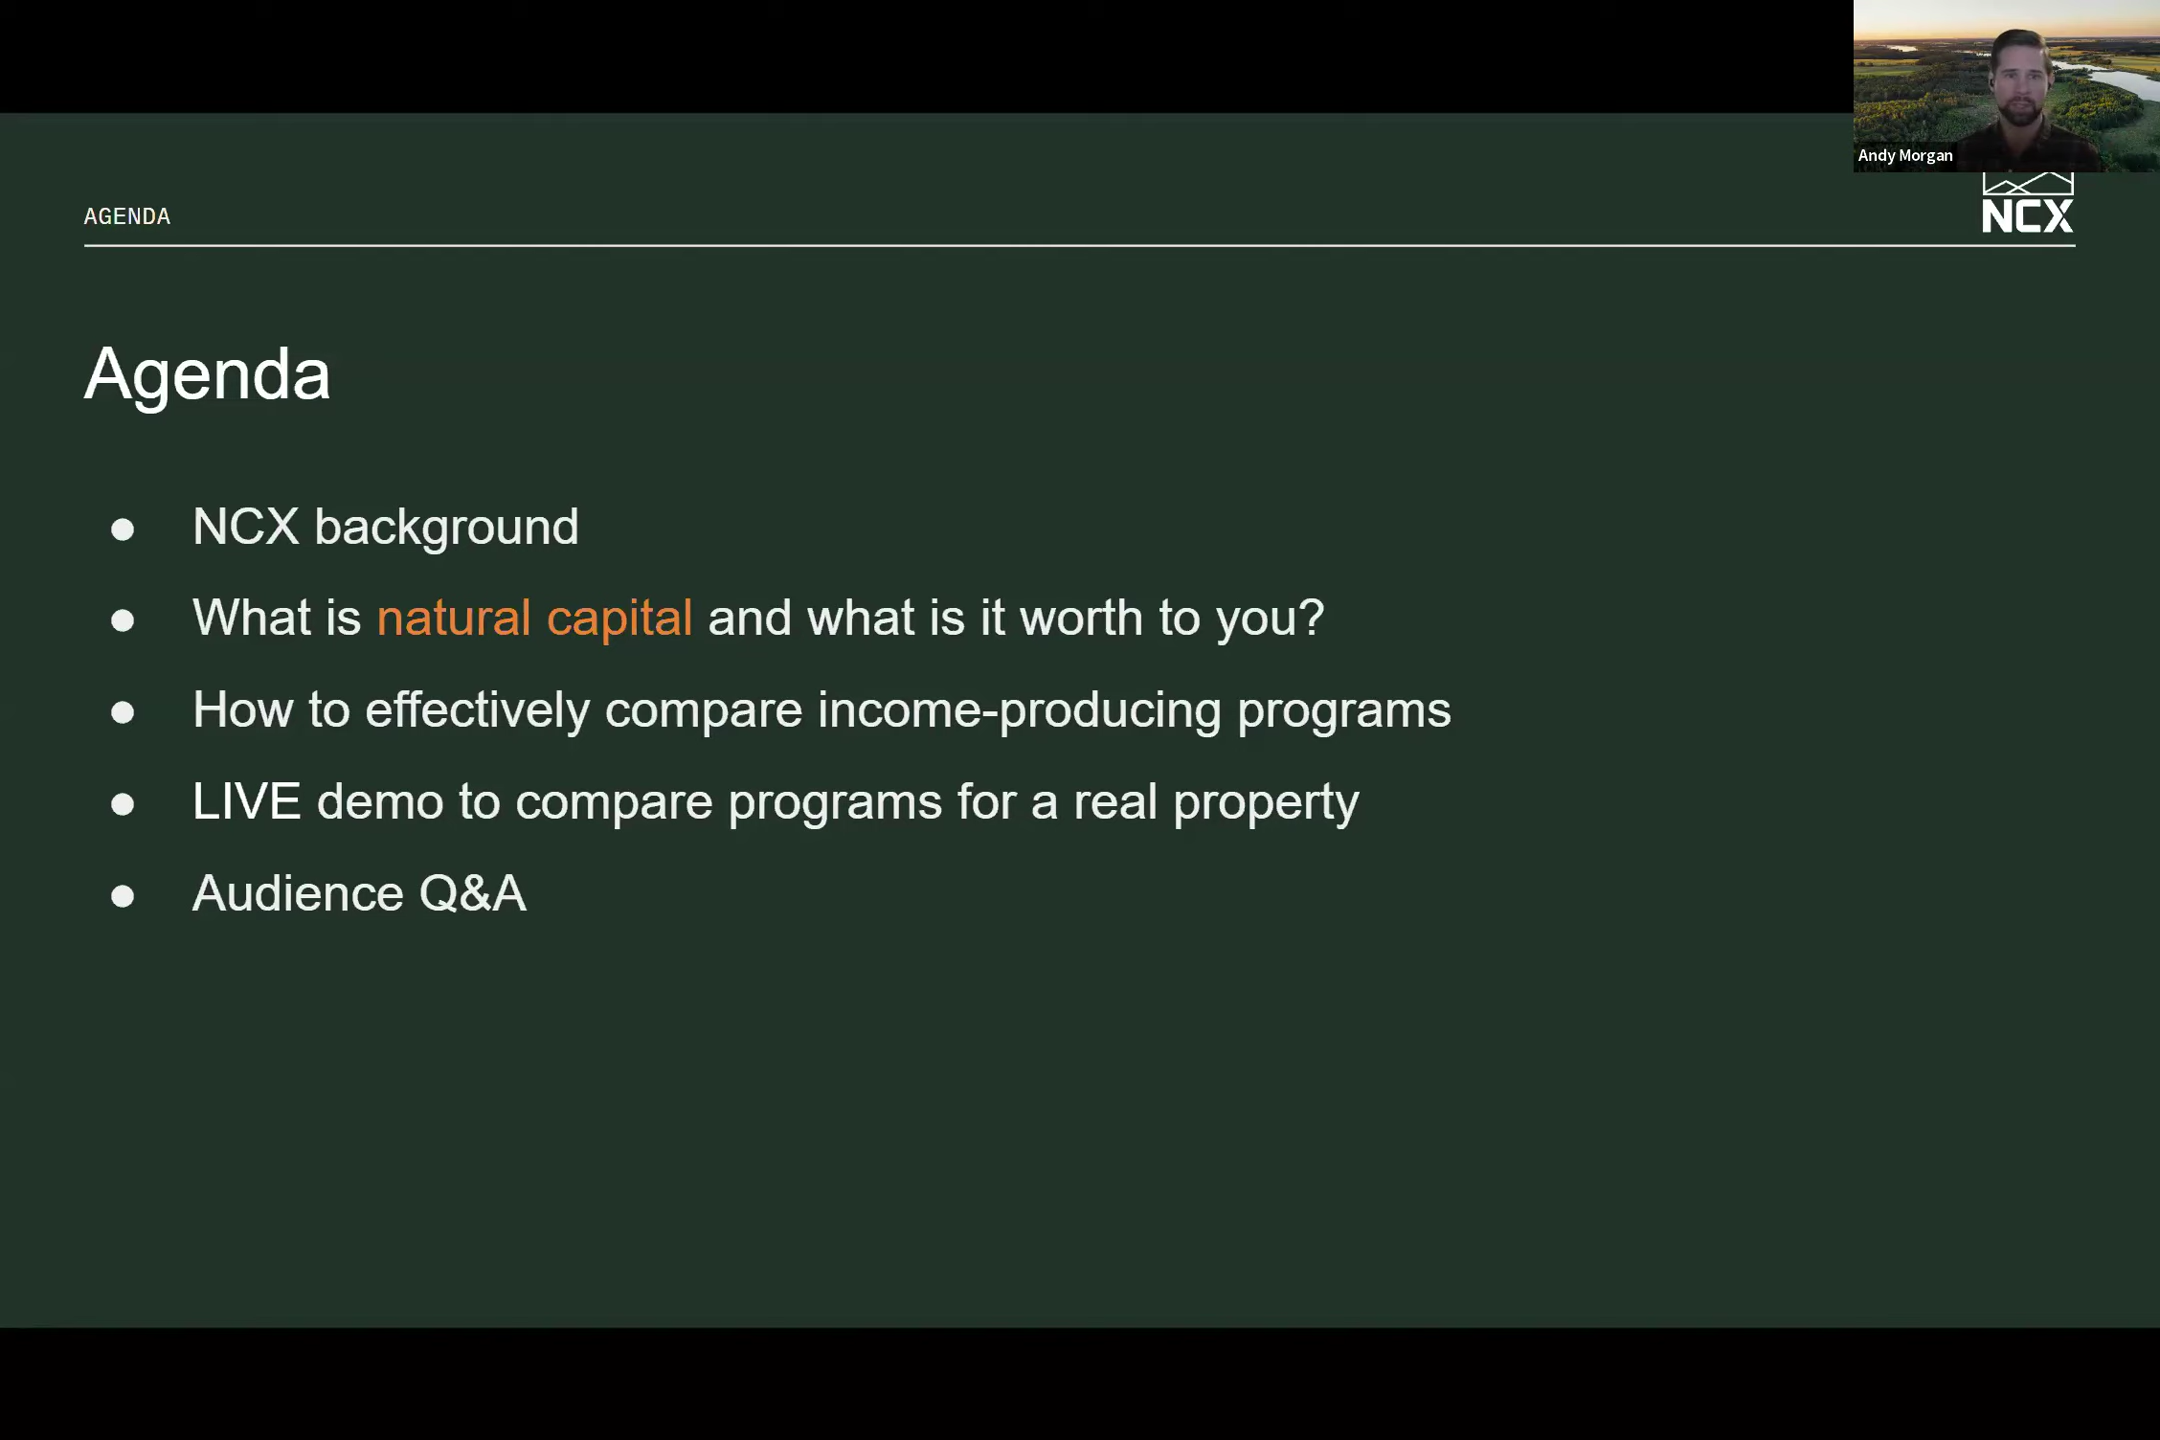 Andy Morgan
AGENDA
NCX
Agenda
● NCX background
● What is natural capital and what is it worth to you?
● How to effectively compare income-producing programs
● LIVE demo to compare programs for a real property
● Audience Q&A